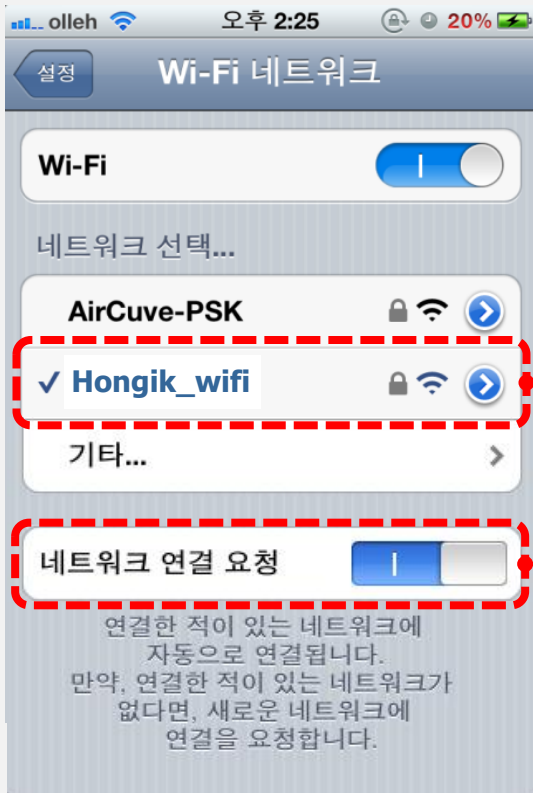 olleh 오후 2:25 20%
설정 Wi-Fi 네트워크
Wi-Fi
네트워크 선택...
AirCuve-PSK
✓ Hongik_wifi
기타...
네트워크 연결 요청
연결한 적이 있는 네트워크에
자동으로 연결됩니다.
만약, 연결한 적이 있는 네트워크가
없다면, 새로운 네트워크에
연결을 요청합니다.